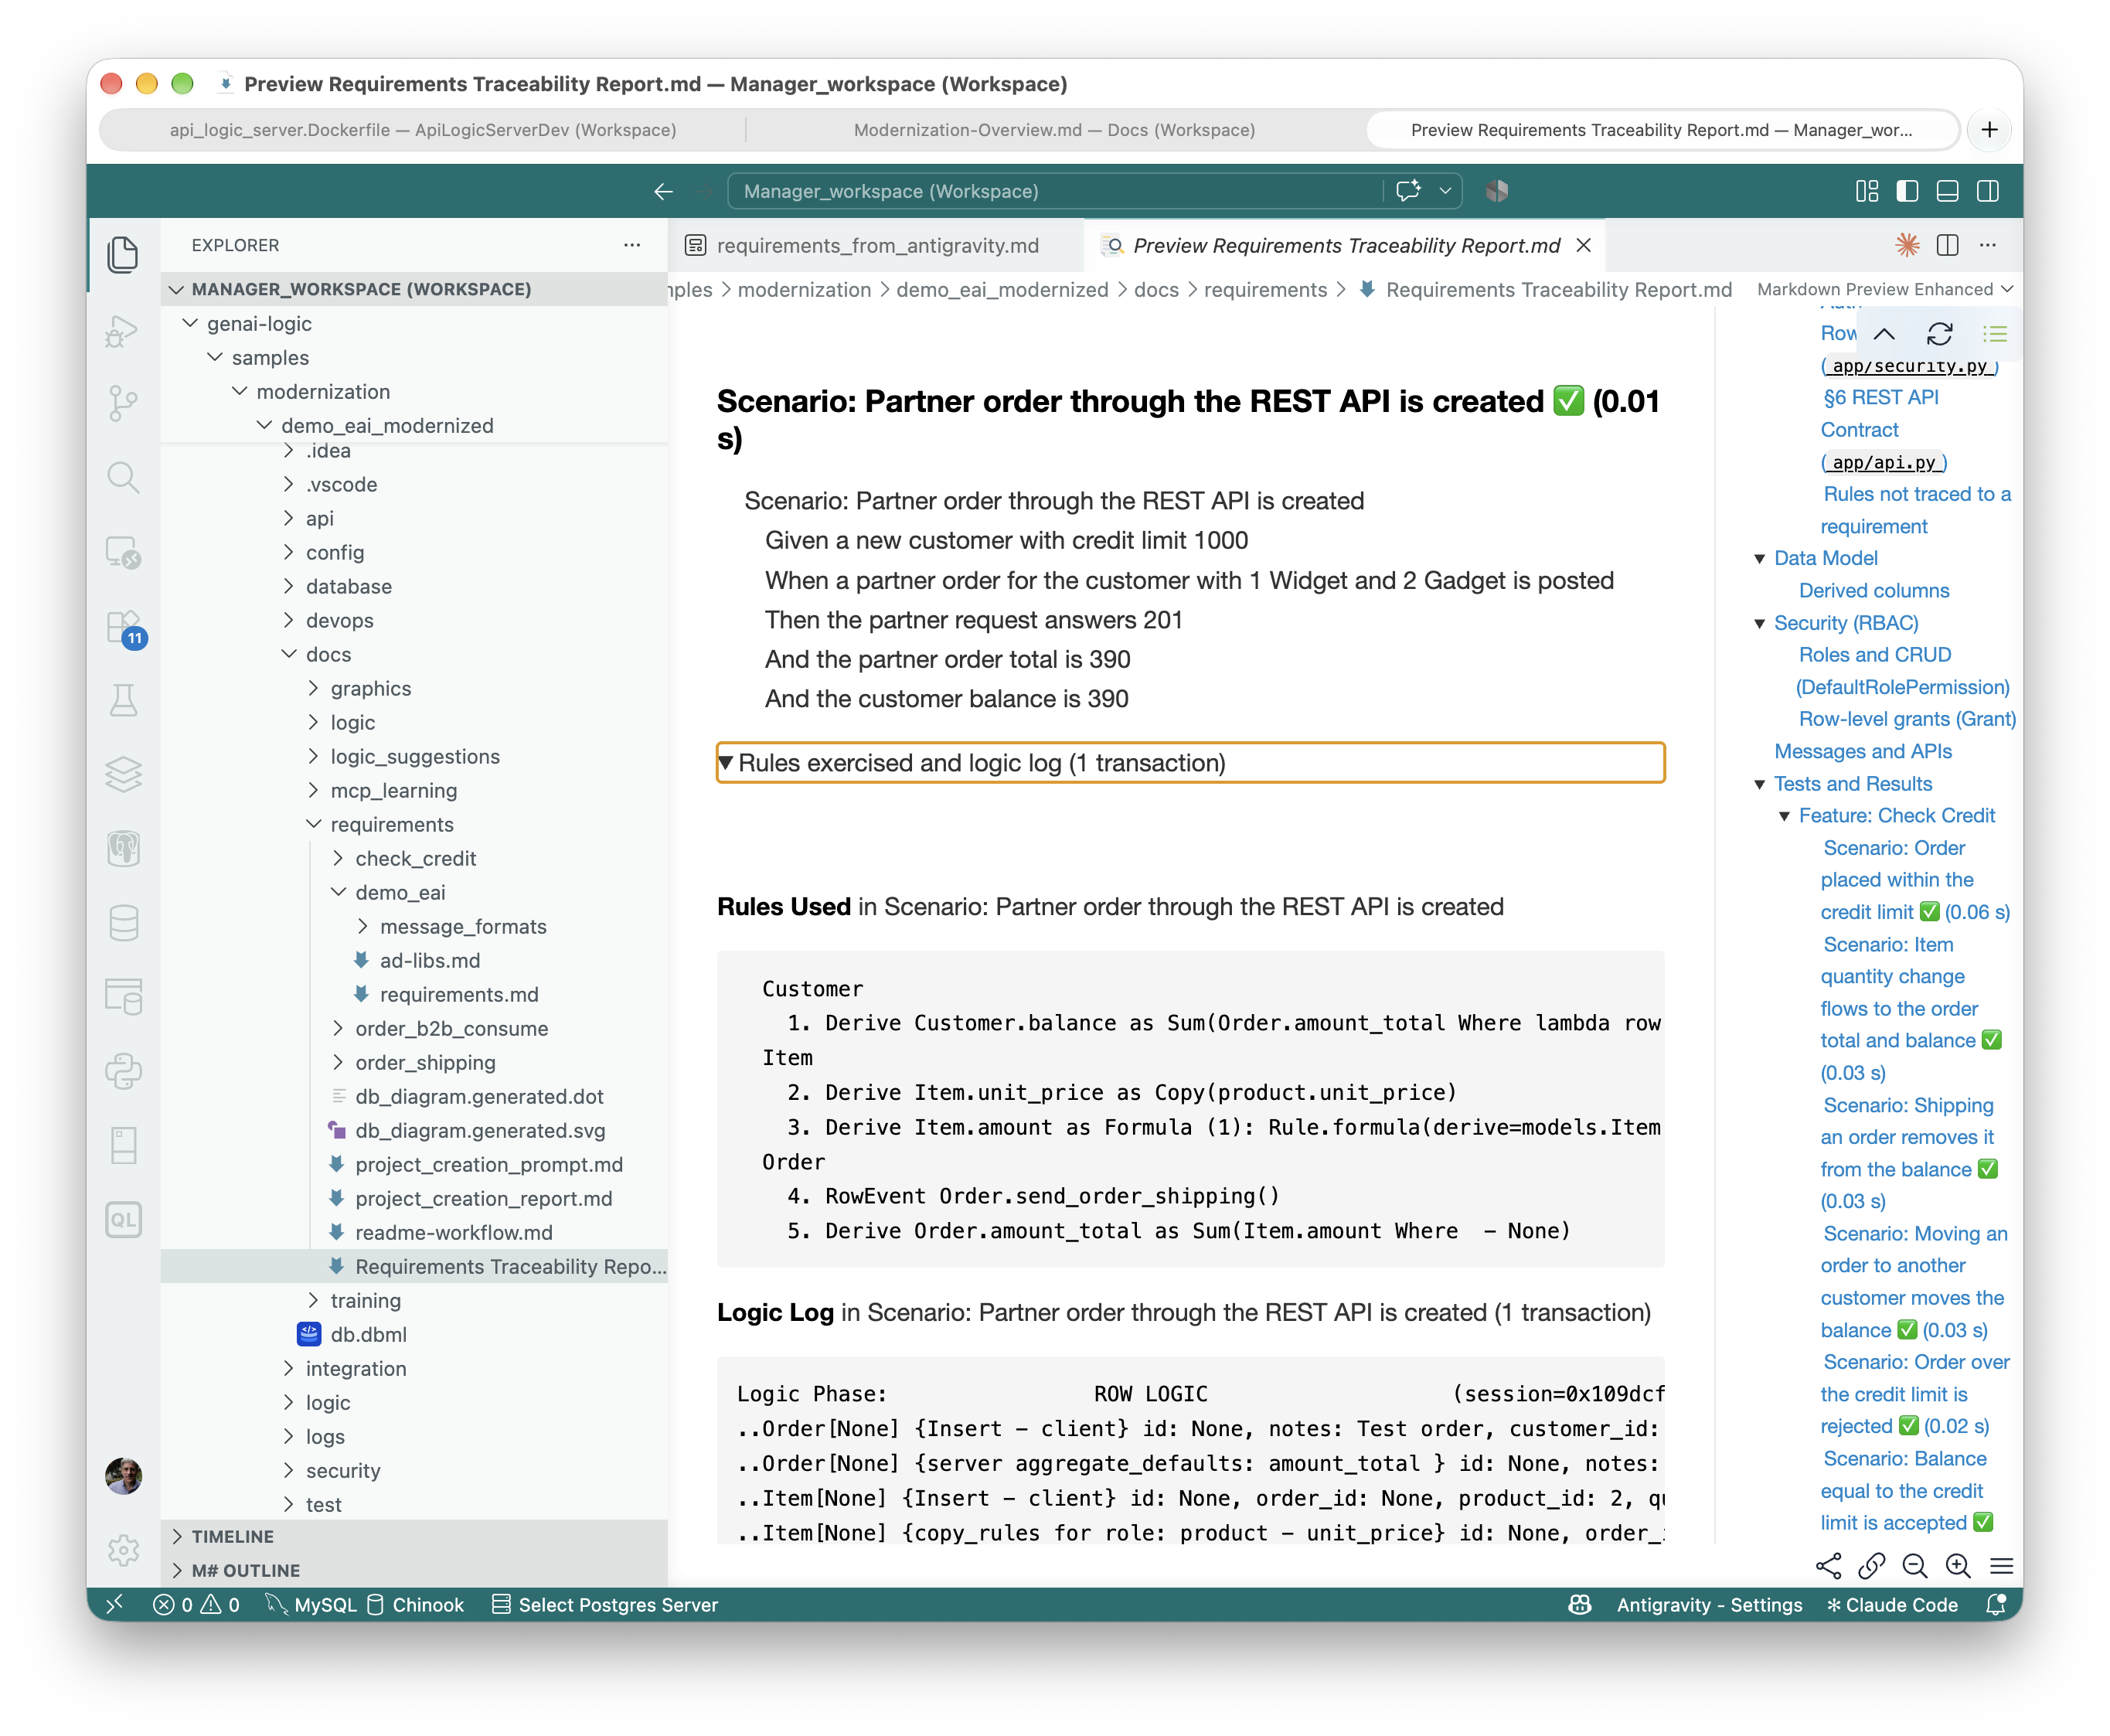 Preview Requirements Traceability Report.md — Manager_workspace (Workspace)
api_logic_server.Dockerfile — ApiLogicServerDev (Workspace)
Modernization-Overview.md — Docs (Workspace)
Preview Requirements Traceability Report.md — Manager_wor...
Manager_workspace (Workspace)
EXPLORER
MANAGER_WORKSPACE (WORKSPACE)
genai-logic
samples
modernization
demo_eai_modernized
.idea
.vscode
api
config
database
devops
docs
graphics
logic
logic_suggestions
mcp_learning
requirements
check_credit
demo_eai
message_formats
ad-libs.md
requirements.md
order_b2b_consume
order_shipping
db_diagram.generated.dot
db_diagram.generated.svg
project_creation_prompt.md
project_creation_report.md
readme-workflow.md
Requirements Traceability Repo...
training
db.dbml
integration
logic
logs
security
test
TIMELINE
M# OUTLINE
11
QL
requirements_from_antigravity.md
Preview Requirements Traceability Report.md
ples > modernization > demo_eai_modernized > docs > requirements > Requirements Traceability Report.md
Markdown Preview Enhanced
Scenario: Partner order through the REST API is created ✅ (0.01
s)
Scenario: Partner order through the REST API is created
Given a new customer with credit limit 1000
When a partner order for the customer with 1 Widget and 2 Gadget is posted
Then the partner request answers 201
And the partner order total is 390
And the customer balance is 390
▼ Rules exercised and logic log (1 transaction)
Rules Used in Scenario: Partner order through the REST API is created
Customer
1. Derive Customer.balance as Sum(Order.amount_total Where lambda row
Item
2. Derive Item.unit_price as Copy(product.unit_price)
3. Derive Item.amount as Formula (1): Rule.formula(derive=models.Item
Order
4. RowEvent Order.send_order_shipping()
5. Derive Order.amount_total as Sum(Item.amount Where  – None)
Logic Log in Scenario: Partner order through the REST API is created (1 transaction)
Logic Phase: ROW LOGIC (session=0x109dcf
..Order[None] {Insert – client} id: None, notes: Test order, customer_id:
..Order[None] {server aggregate_defaults: amount_total } id: None, notes:
..Item[None] {Insert – client} id: None, order_id: None, product_id: 2, qu
..Item[None] {copy_rules for role: product – unit_price} id: None, order_
Row
(app/security.py)
§6 REST API
Contract
(app/api.py)
Rules not traced to a
requirement
▼ Data Model
Derived columns
▼ Security (RBAC)
Roles and CRUD
(DefaultRolePermission)
Row-level grants (Grant)
Messages and APIs
▼ Tests and Results
▼ Feature: Check Credit
Scenario: Order
placed within the
credit limit ✅ (0.06 s)
Scenario: Item
quantity change
flows to the order
total and balance ✅
(0.03 s)
Scenario: Shipping
an order removes it
from the balance ✅
(0.03 s)
Scenario: Moving an
order to another
customer moves the
balance ✅ (0.03 s)
Scenario: Order over
the credit limit is
rejected ✅ (0.02 s)
Scenario: Balance
equal to the credit
limit is accepted ✅
0 0 MySQL Chinook Select Postgres Server
Antigravity - Settings Claude Code